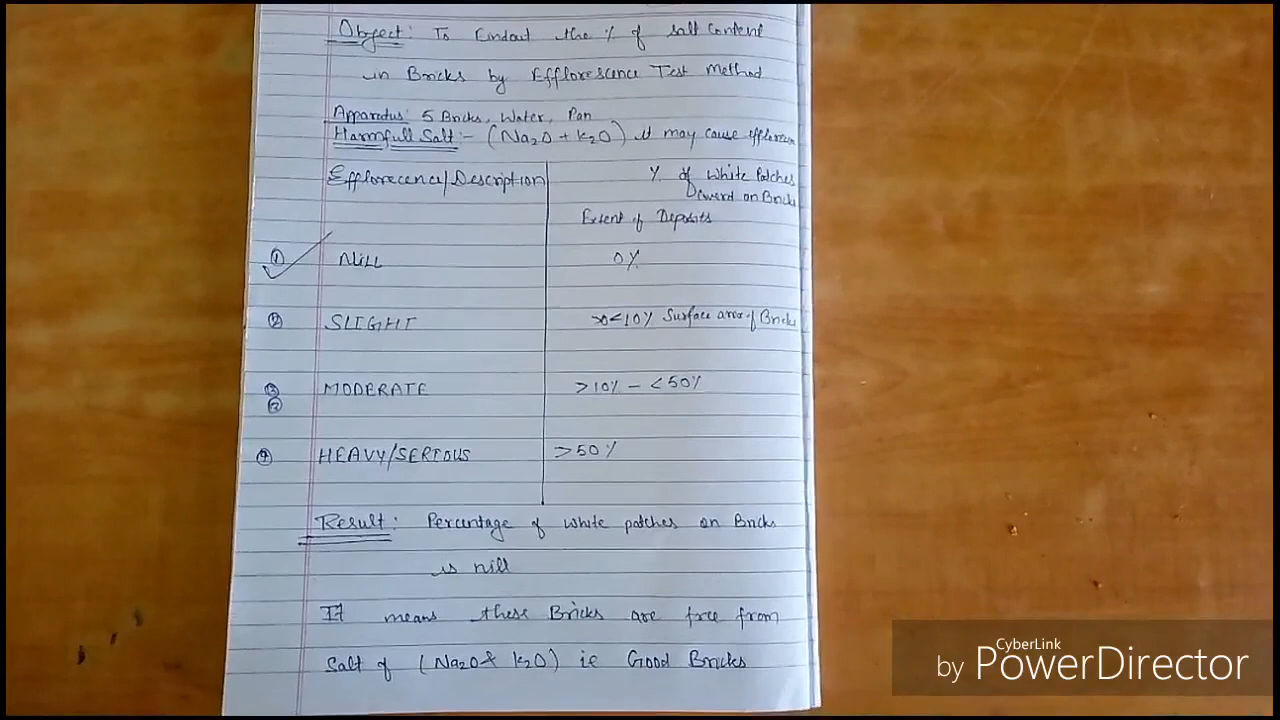 Object: To Findout the % of salt Content
in Bricks by Efflorescence Test Method
Apparatus: 5 Bricks, Water, Pan
Harmfull Salt:- (Na2O + K2O) it may cause
Efflorecence/Description
% of White Patches
on Bricks
Extent of Deposits
① Nill 0%
② SLIGHT >0<10% Surface area of Bricks
③ MODERATE >10% - <50%
②
④ HEAVY/SERIOUS >50%
Result: Percentage of white patches on Bricks
is nill
It means these Bricks are free from
Salt of (Na2O & K2O) ie Good Bricks
CyberLink
by PowerDirector